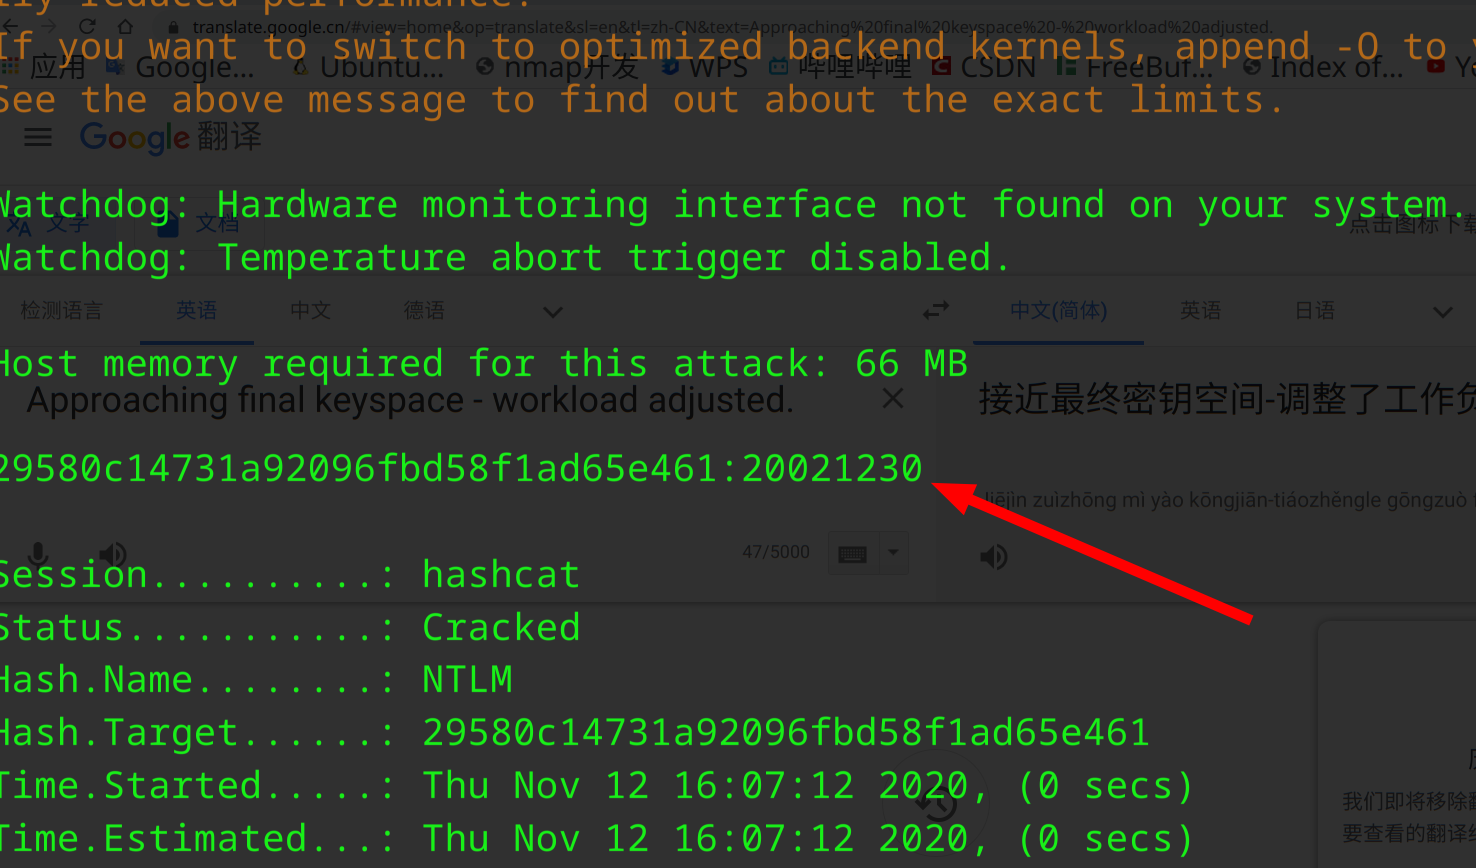 translate.google.cn/#view=home&op=translate&sl=en&tl=zh-CN&text=Approaching%20final%20keyspace%20-%20workload%20adjusted.
reduced performance.
If you want to switch to optimized backend kernels, append -O to
应用 Google... Ubuntu... nmap开发 WPS 哔哩哔哩 CSDN FreeBuf... Index of...
See the above message to find out about the exact limits.
Google 翻译
Watchdog: Hardware monitoring interface not found on your system.
文字 文档 点击图标下载
Watchdog: Temperature abort trigger disabled.
检测语言 英语 中文 德语 中文(简体) 英语 日语
Host memory required for this attack: 66 MB
Approaching final keyspace - workload adjusted. 接近最终密钥空间-调整了工作负
29580c14731a92096fbd58f1ad65e461:20021230
Jiējìn zuìzhōng mì yào kōngjiān-tiáozhěngle gōngzuò
47/5000
Session..........: hashcat
Status...........: Cracked
Hash.Name........: NTLM
Hash.Target......: 29580c14731a92096fbd58f1ad65e461
Time.Started.....: Thu Nov 12 16:07:12 2020, (0 secs)
我们即将移除翻
Time.Estimated...: Thu Nov 12 16:07:12 2020, (0 secs)
要查看的翻译